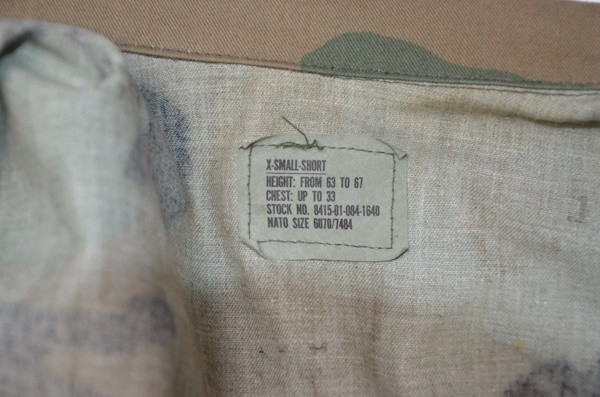 X-SMALL-SHORT
HEIGHT: FROM 63 TO 67
CHEST: UP TO 33
STOCK NO. 8415-01-084-1640
NATO SIZE 6070/7484